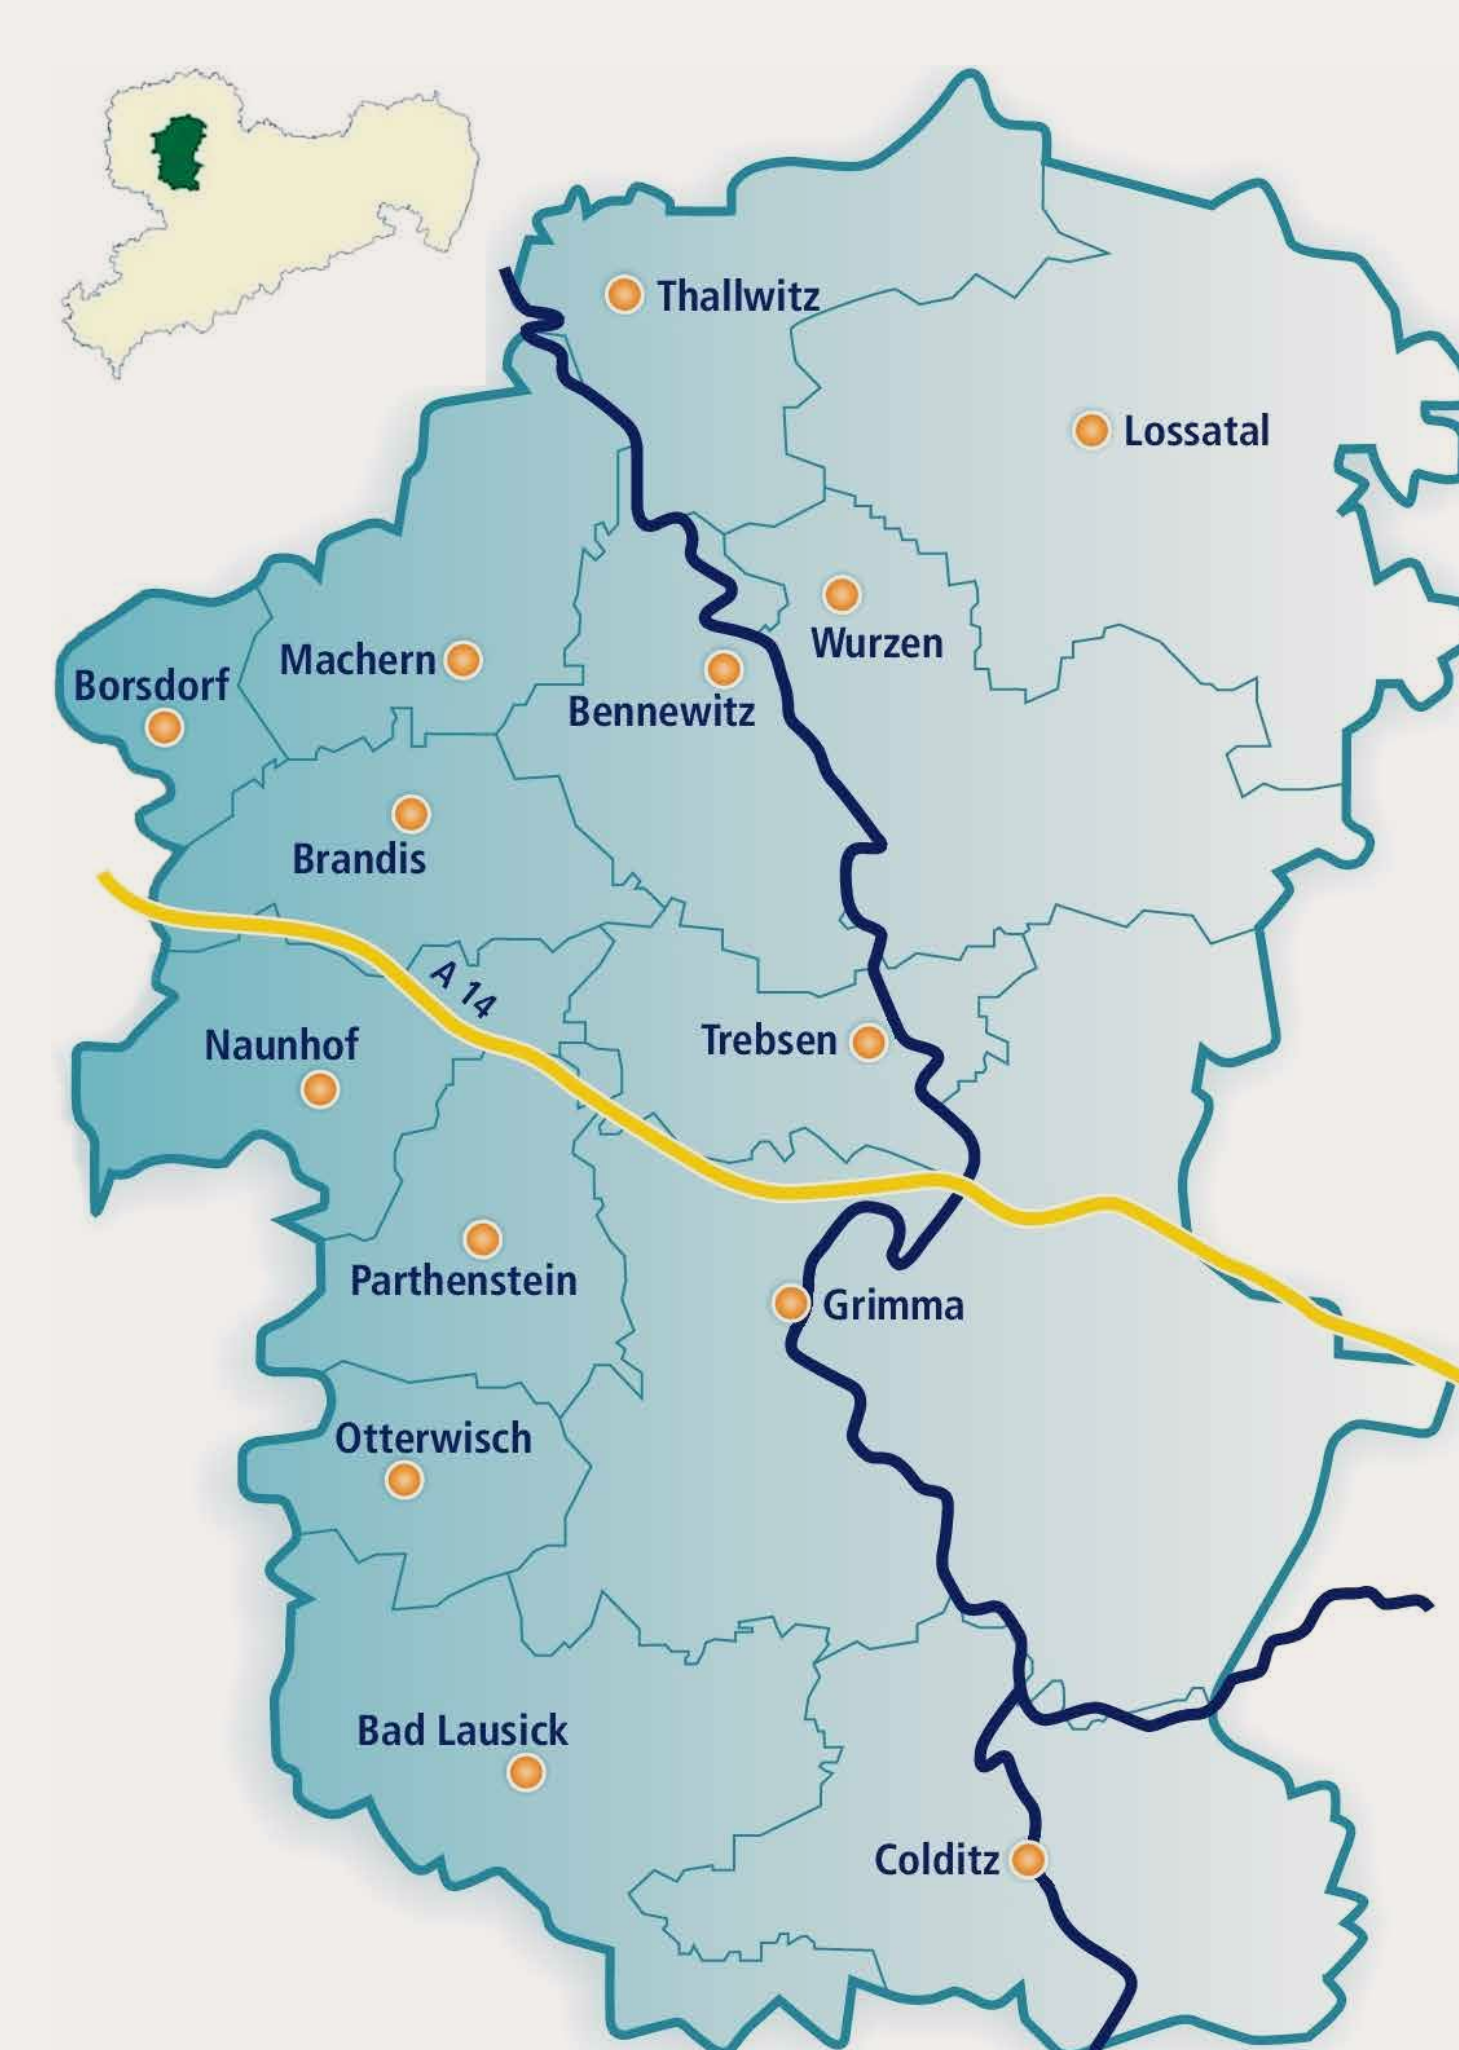 Thallwitz
Lossatal
Wurzen
Machern
Borsdorf
Bennewitz
Brandis
A 14
Naunhof
Trebsen
Parthenstein
Grimma
Otterwisch
Bad Lausick
Colditz